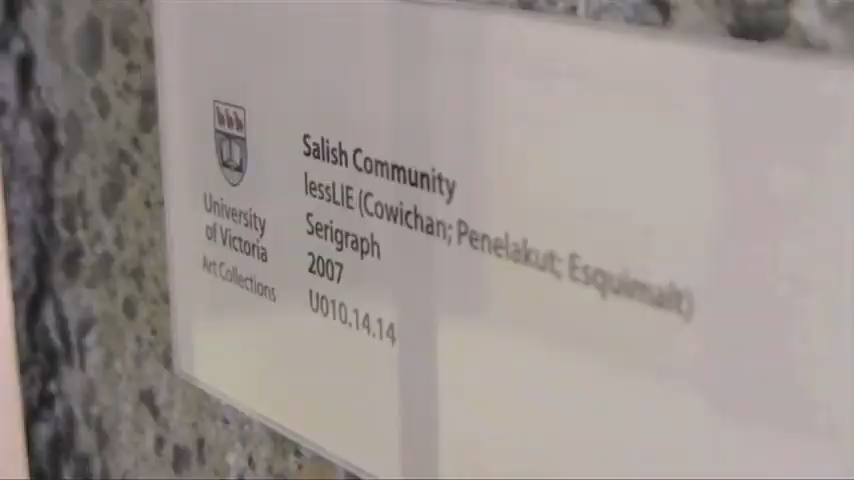 University
of Victoria
Art Collections
Salish Community
lessLIE (Cowichan; Penelakut; Esquimalt)
Serigraph
2007
U010.14.14